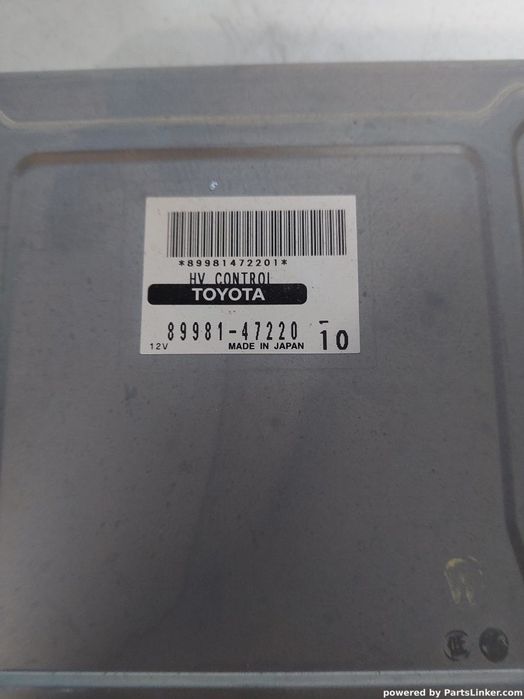 *89981472201*
HV CONTROL
TOYOTA
89981-47220 -
10
12V MADE IN JAPAN
powered by PartsLinker.com